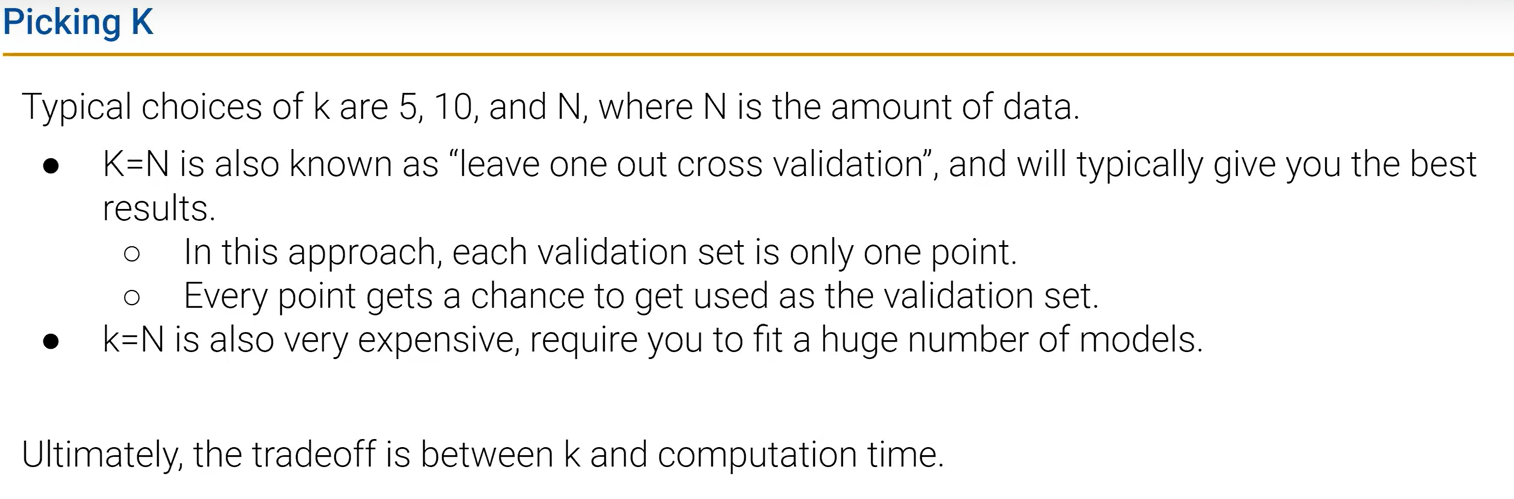 Picking K
Typical choices of k are 5, 10, and N, where N is the amount of data.
● K=N is also known as “leave one out cross validation”, and will typically give you the best
results.
○ In this approach, each validation set is only one point.
○ Every point gets a chance to get used as the validation set.
● k=N is also very expensive, require you to fit a huge number of models.
Ultimately, the tradeoff is between k and computation time.